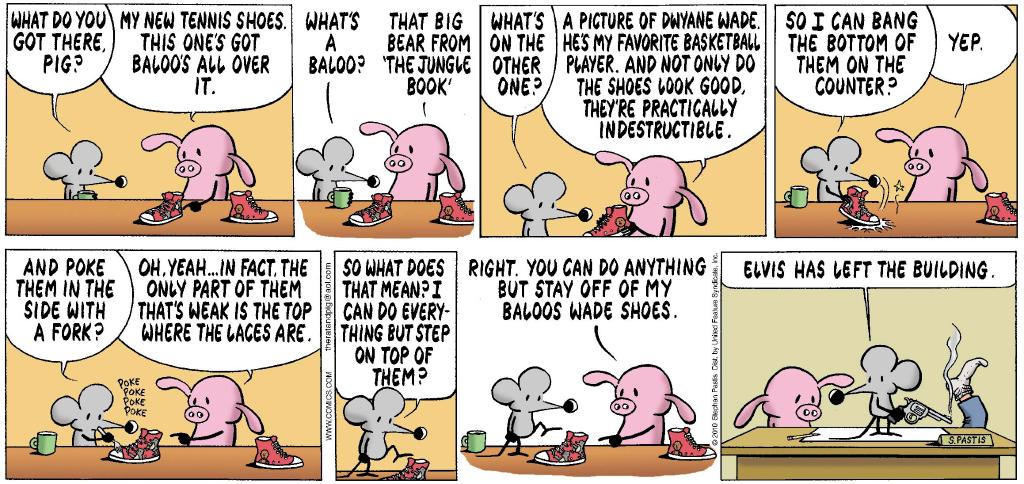 WHAT DO YOU
GOT THERE,
PIG?
MY NEW TENNIS SHOES.
THIS ONE'S GOT
BALOO'S ALL OVER
IT.
WHAT'S
A
BALOO?
THAT BIG
BEAR FROM
'THE JUNGLE
BOOK'
WHAT'S
ON THE
OTHER
ONE?
A PICTURE OF DWYANE WADE.
HE'S MY FAVORITE BASKETBALL
PLAYER. AND NOT ONLY DO
THE SHOES LOOK GOOD,
THEY'RE PRACTICALLY
INDESTRUCTIBLE.
SO I CAN BANG
THE BOTTOM OF
THEM ON THE
COUNTER?
YEP.
AND POKE
THEM IN THE
SIDE WITH
A FORK?
OH, YEAH...IN FACT, THE
ONLY PART OF THEM
THAT'S WEAK IS THE TOP
WHERE THE LACES ARE.
POKE
POKE
POKE
POKE
WWW.COMICS.COM theratandpig@aol.com
SO WHAT DOES
THAT MEAN? I
CAN DO EVERY-
THING BUT STEP
ON TOP OF
THEM?
RIGHT. YOU CAN DO ANYTHING
BUT STAY OFF OF MY
BALOOS WADE SHOES.
© 2010 Stephan Pastis. Dist. by United Feature Syndicate, Inc.
ELVIS HAS LEFT THE BUILDING.
S. PASTIS